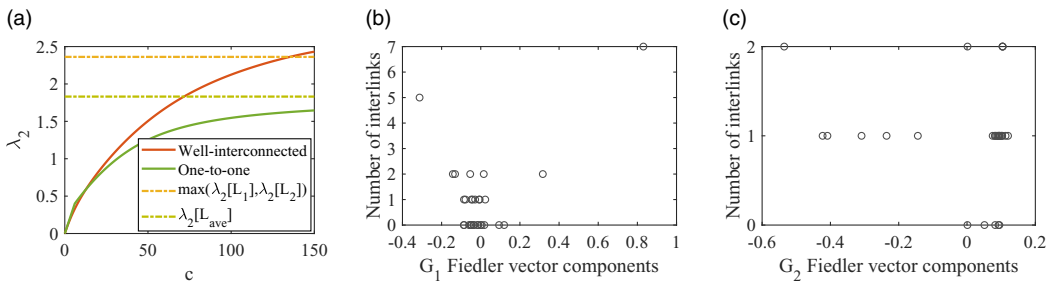 (a)
2.5
2
1.5
1
0.5
0
0
50
100
150
λ2
c
Well-interconnected
One-to-one
max(λ2[L1],λ2[L2])
λ2[Lave]
(b)
7
6
5
4
3
2
1
0
-0.4
-0.2
0
0.2
0.4
0.6
0.8
1
Number of interlinks
G1 Fiedler vector components
(c)
2
1
0
-0.6
-0.4
-0.2
0
0.2
Number of interlinks
G2 Fiedler vector components